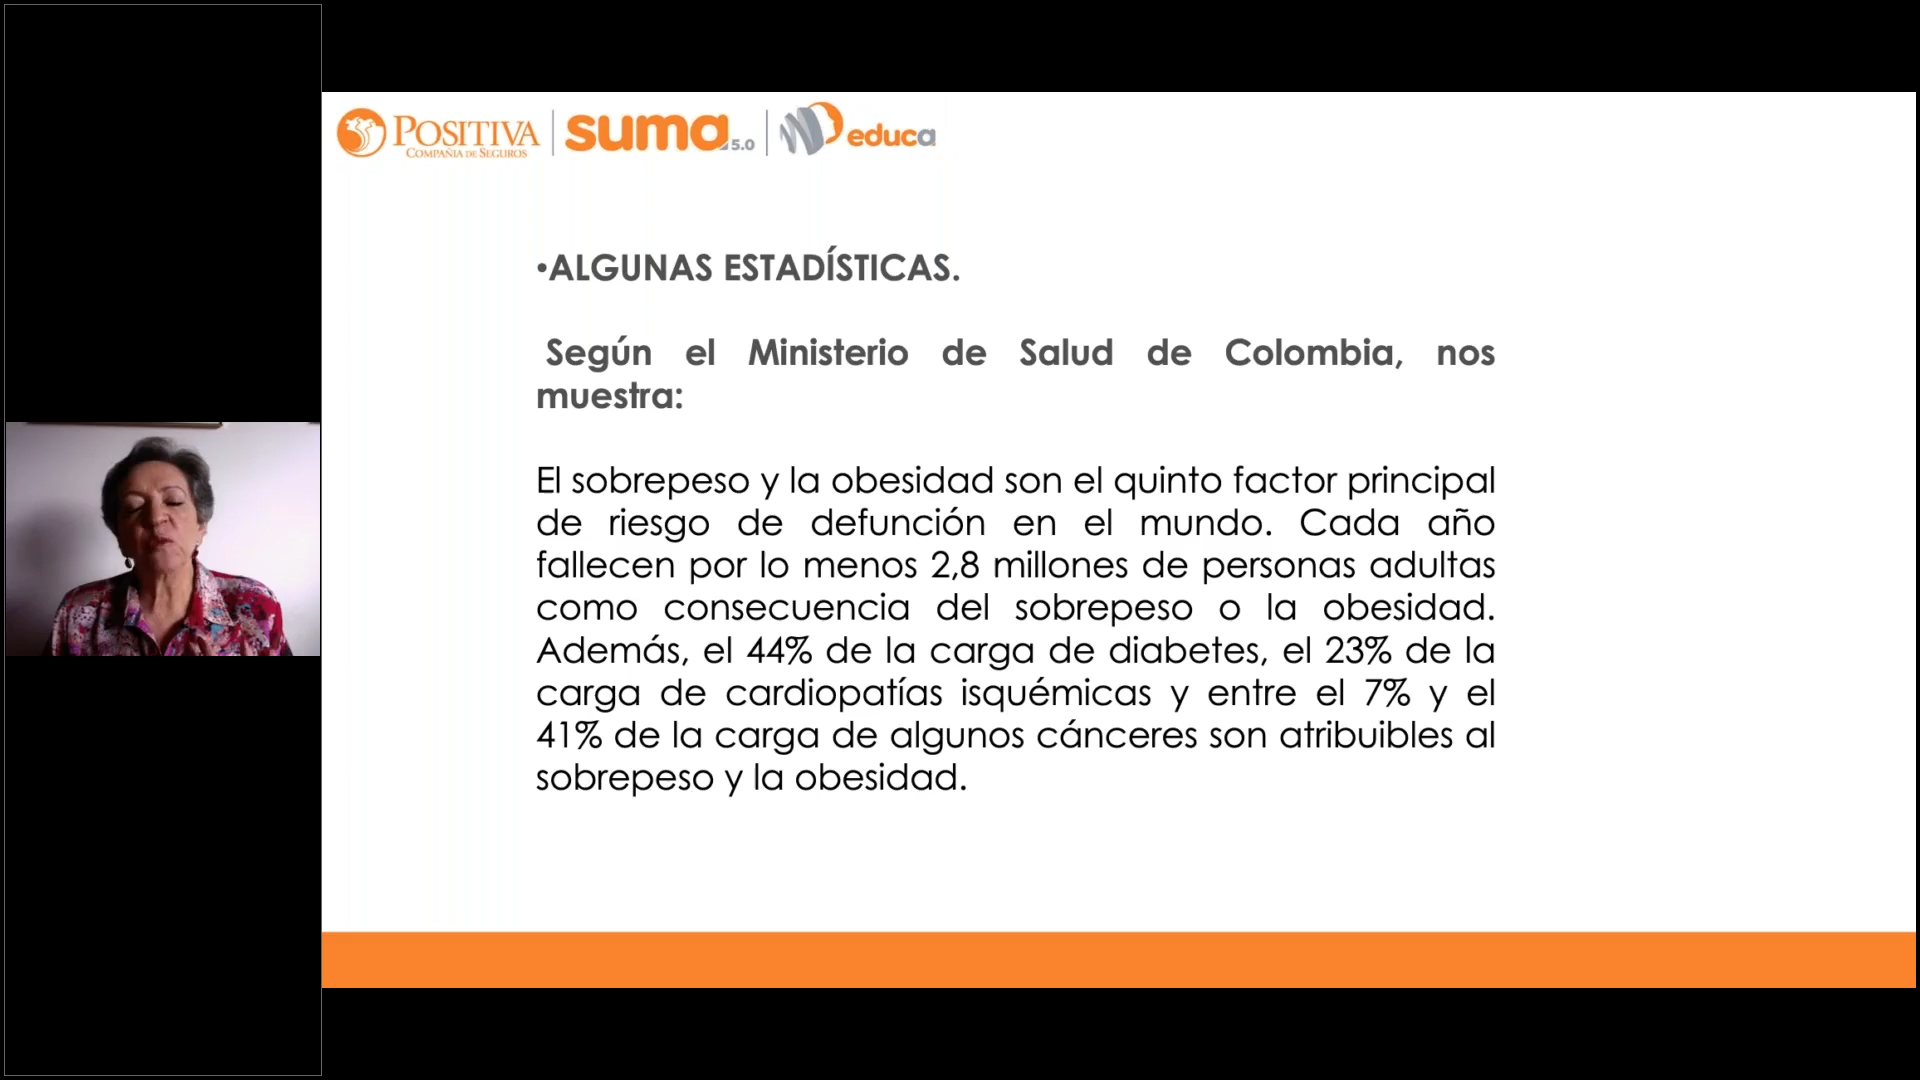 POSITIVA
COMPAÑIA DE SEGUROS
suma 5.0
educa
•ALGUNAS ESTADÍSTICAS.
Según el Ministerio de Salud de Colombia, nos
muestra:
El sobrepeso y la obesidad son el quinto factor principal
de riesgo de defunción en el mundo. Cada año
fallecen por lo menos 2,8 millones de personas adultas
como consecuencia del sobrepeso o la obesidad.
Además, el 44% de la carga de diabetes, el 23% de la
carga de cardiopatías isquémicas y entre el 7% y el
41% de la carga de algunos cánceres son atribuibles al
sobrepeso y la obesidad.